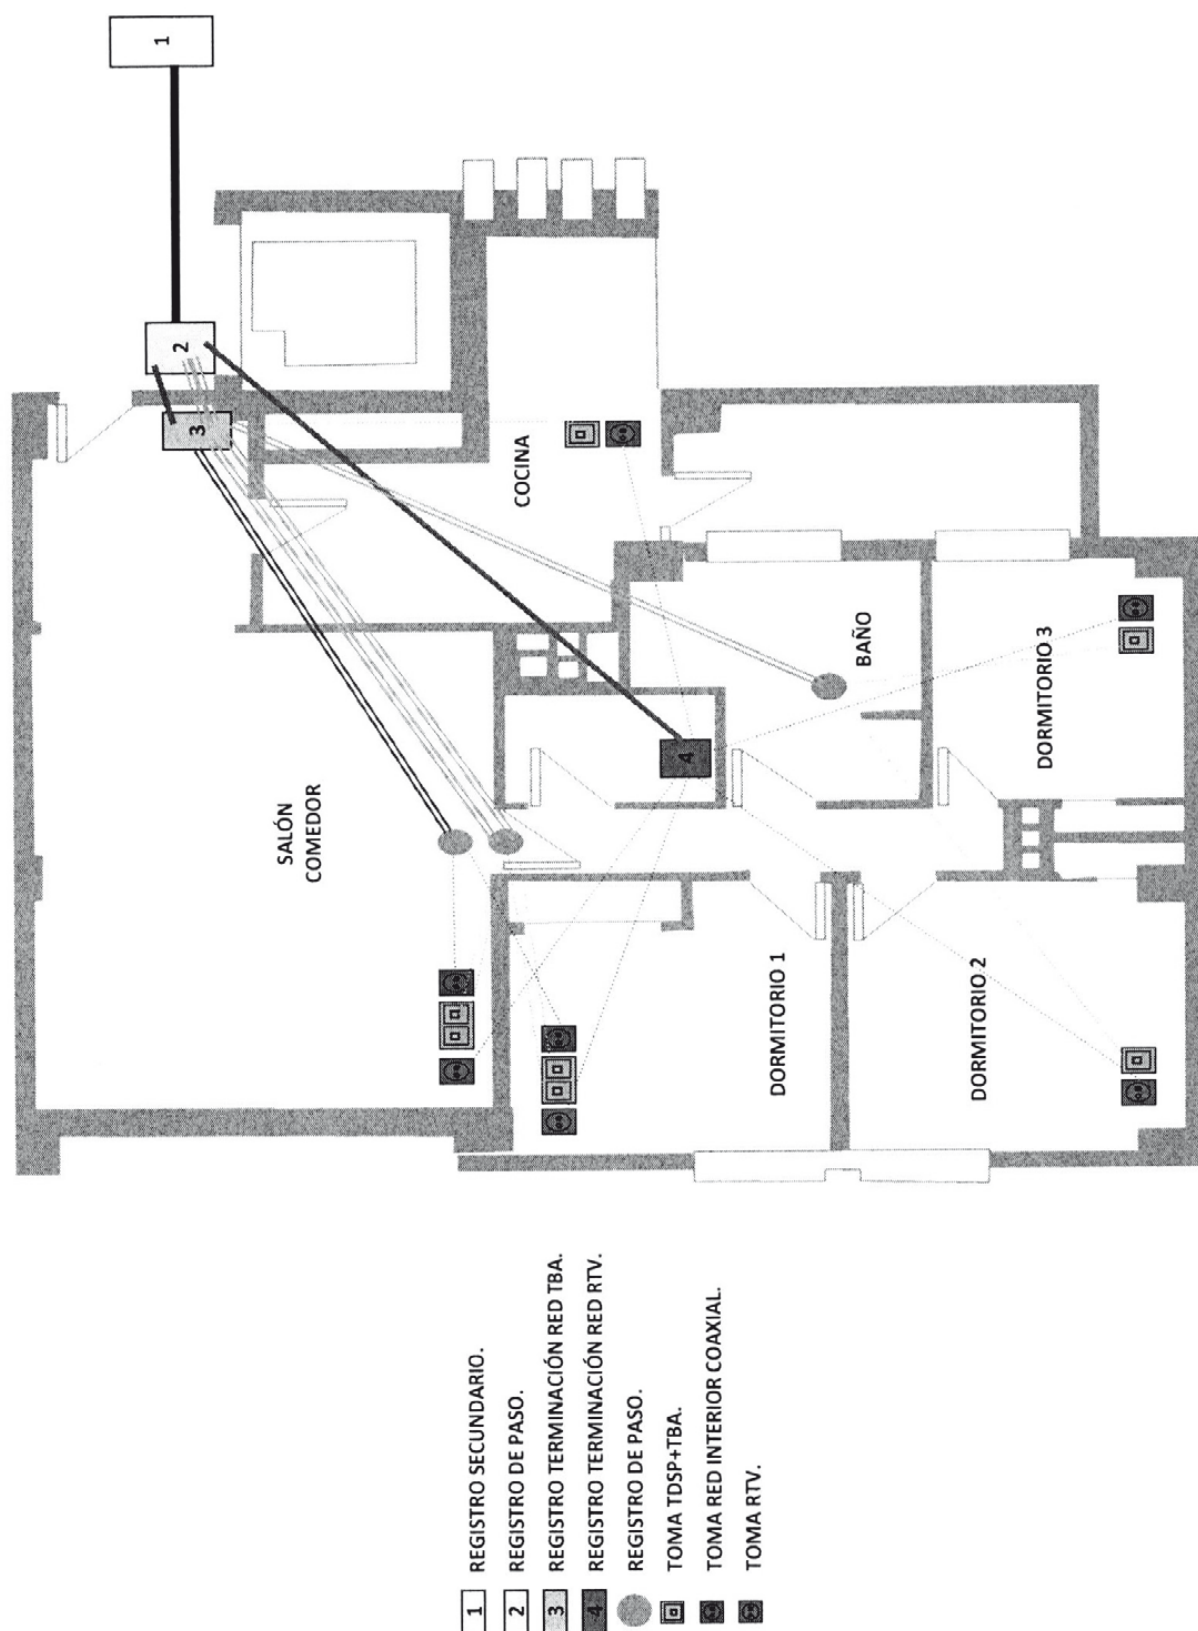 1
2
3
SALÓN
COMEDOR
COCINA
4
BAÑO
DORMITORIO 1
DORMITORIO 2
DORMITORIO 3
1 REGISTRO SECUNDARIO.
2 REGISTRO DE PASO.
3 REGISTRO TERMINACIÓN RED TBA.
4 REGISTRO TERMINACIÓN RED RTV.
REGISTRO DE PASO.
TOMA TDSP+TBA.
TOMA RED INTERIOR COAXIAL.
TOMA RTV.